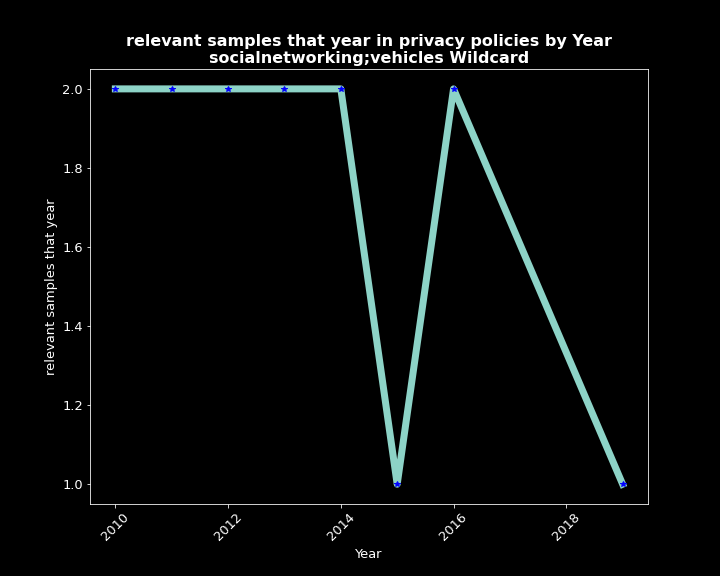 relevant samples that year in privacy policies by Year
socialnetworking;vehicles Wildcard
2.0
1.8
1.6
1.4
1.2
1.0
relevant samples that year
2010
2012
2014
2016
2018
Year